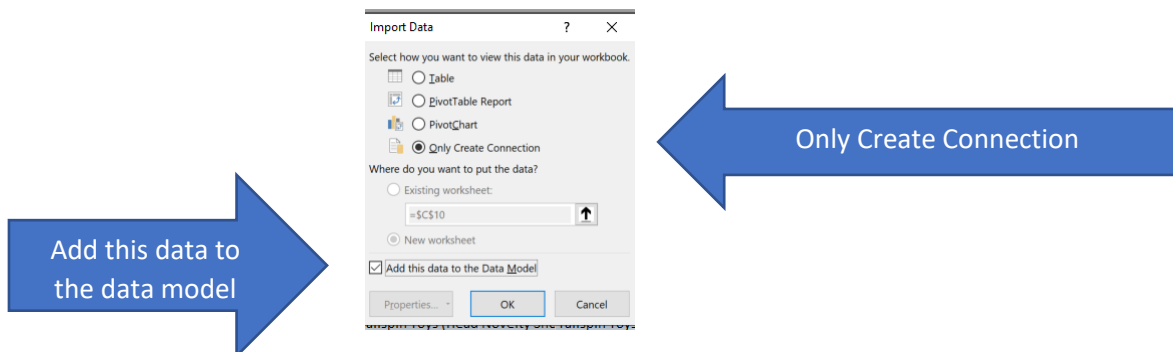 Import Data ?
Select how you want to view this data in your workbook.
Table
PivotTable Report
PivotChart
Only Create Connection
Only Create Connection
Where do you want to put the data?
Existing worksheet:
=$C$10
New worksheet
Add this data to
the data model
Add this data to the Data Model
Properties...
OK
Cancel